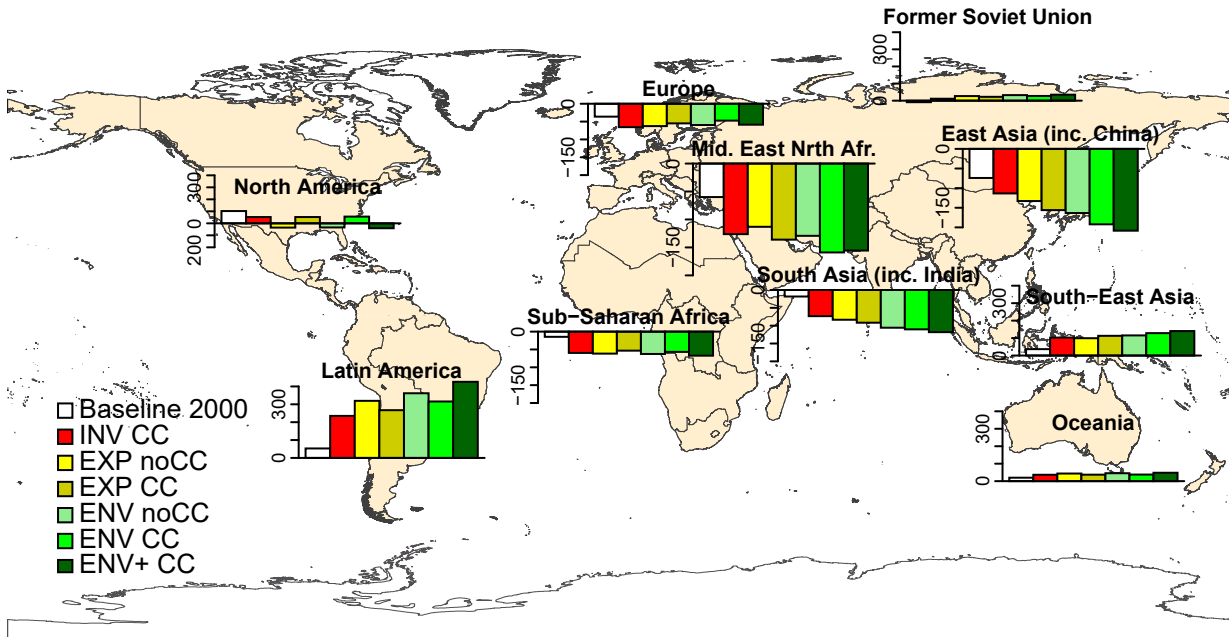 Former Soviet Union
0
300
Europe
−150
0
East Asia (inc. China)
−150
0
Mid. East Nrth Afr.
−150
0
North America
200
0
300
South Asia (inc. India)
−150
0
South−East Asia
0
300
Sub−Saharan Africa
−150
0
Latin America
0
300
Oceania
0
300
Baseline 2000
INV CC
EXP noCC
EXP CC
ENV noCC
ENV CC
ENV+ CC